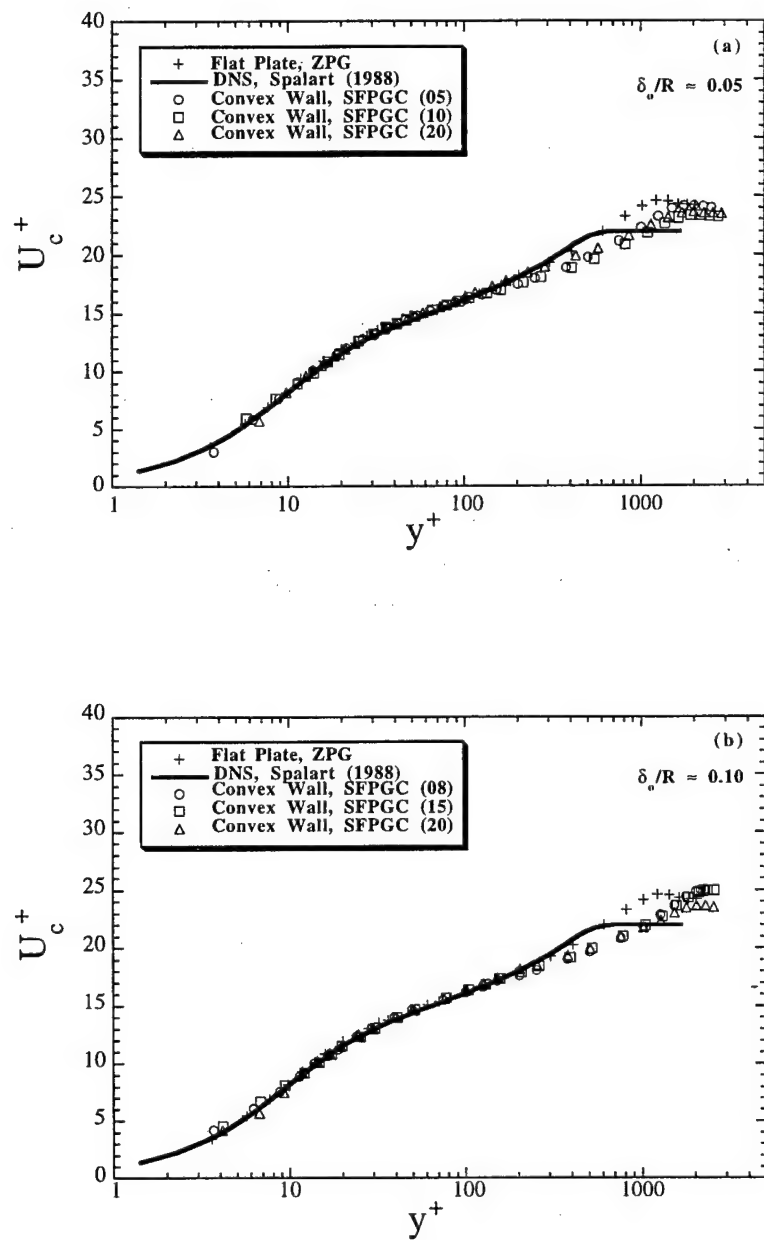 (a)
δₒ/R ≈ 0.05
+ Flat Plate, ZPG
DNS, Spalart (1988)
Convex Wall, SFPGC (05)
Convex Wall, SFPGC (10)
Convex Wall, SFPGC (20)
40
35
30
25
20
15
10
5
0
U_c^+
1
10
100
1000
y^+
(b)
δₒ/R ≈ 0.10
+ Flat Plate, ZPG
DNS, Spalart (1988)
Convex Wall, SFPGC (08)
Convex Wall, SFPGC (15)
Convex Wall, SFPGC (20)
40
35
30
25
20
15
10
5
0
U_c^+
1
10
100
1000
y^+